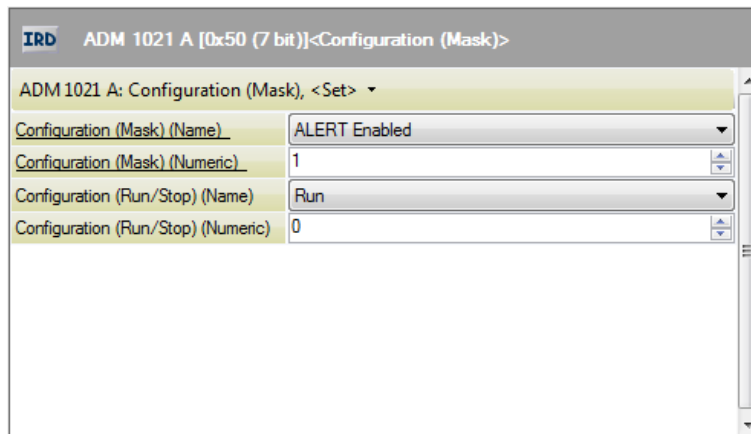 IRD ADM 1021 A [0x50 (7 bit)]<Configuration (Mask)>
ADM 1021 A: Configuration (Mask), <Set>
Configuration (Mask) (Name) ALERT Enabled
Configuration (Mask) (Numeric) 1
Configuration (Run/Stop) (Name) Run
Configuration (Run/Stop) (Numeric) 0